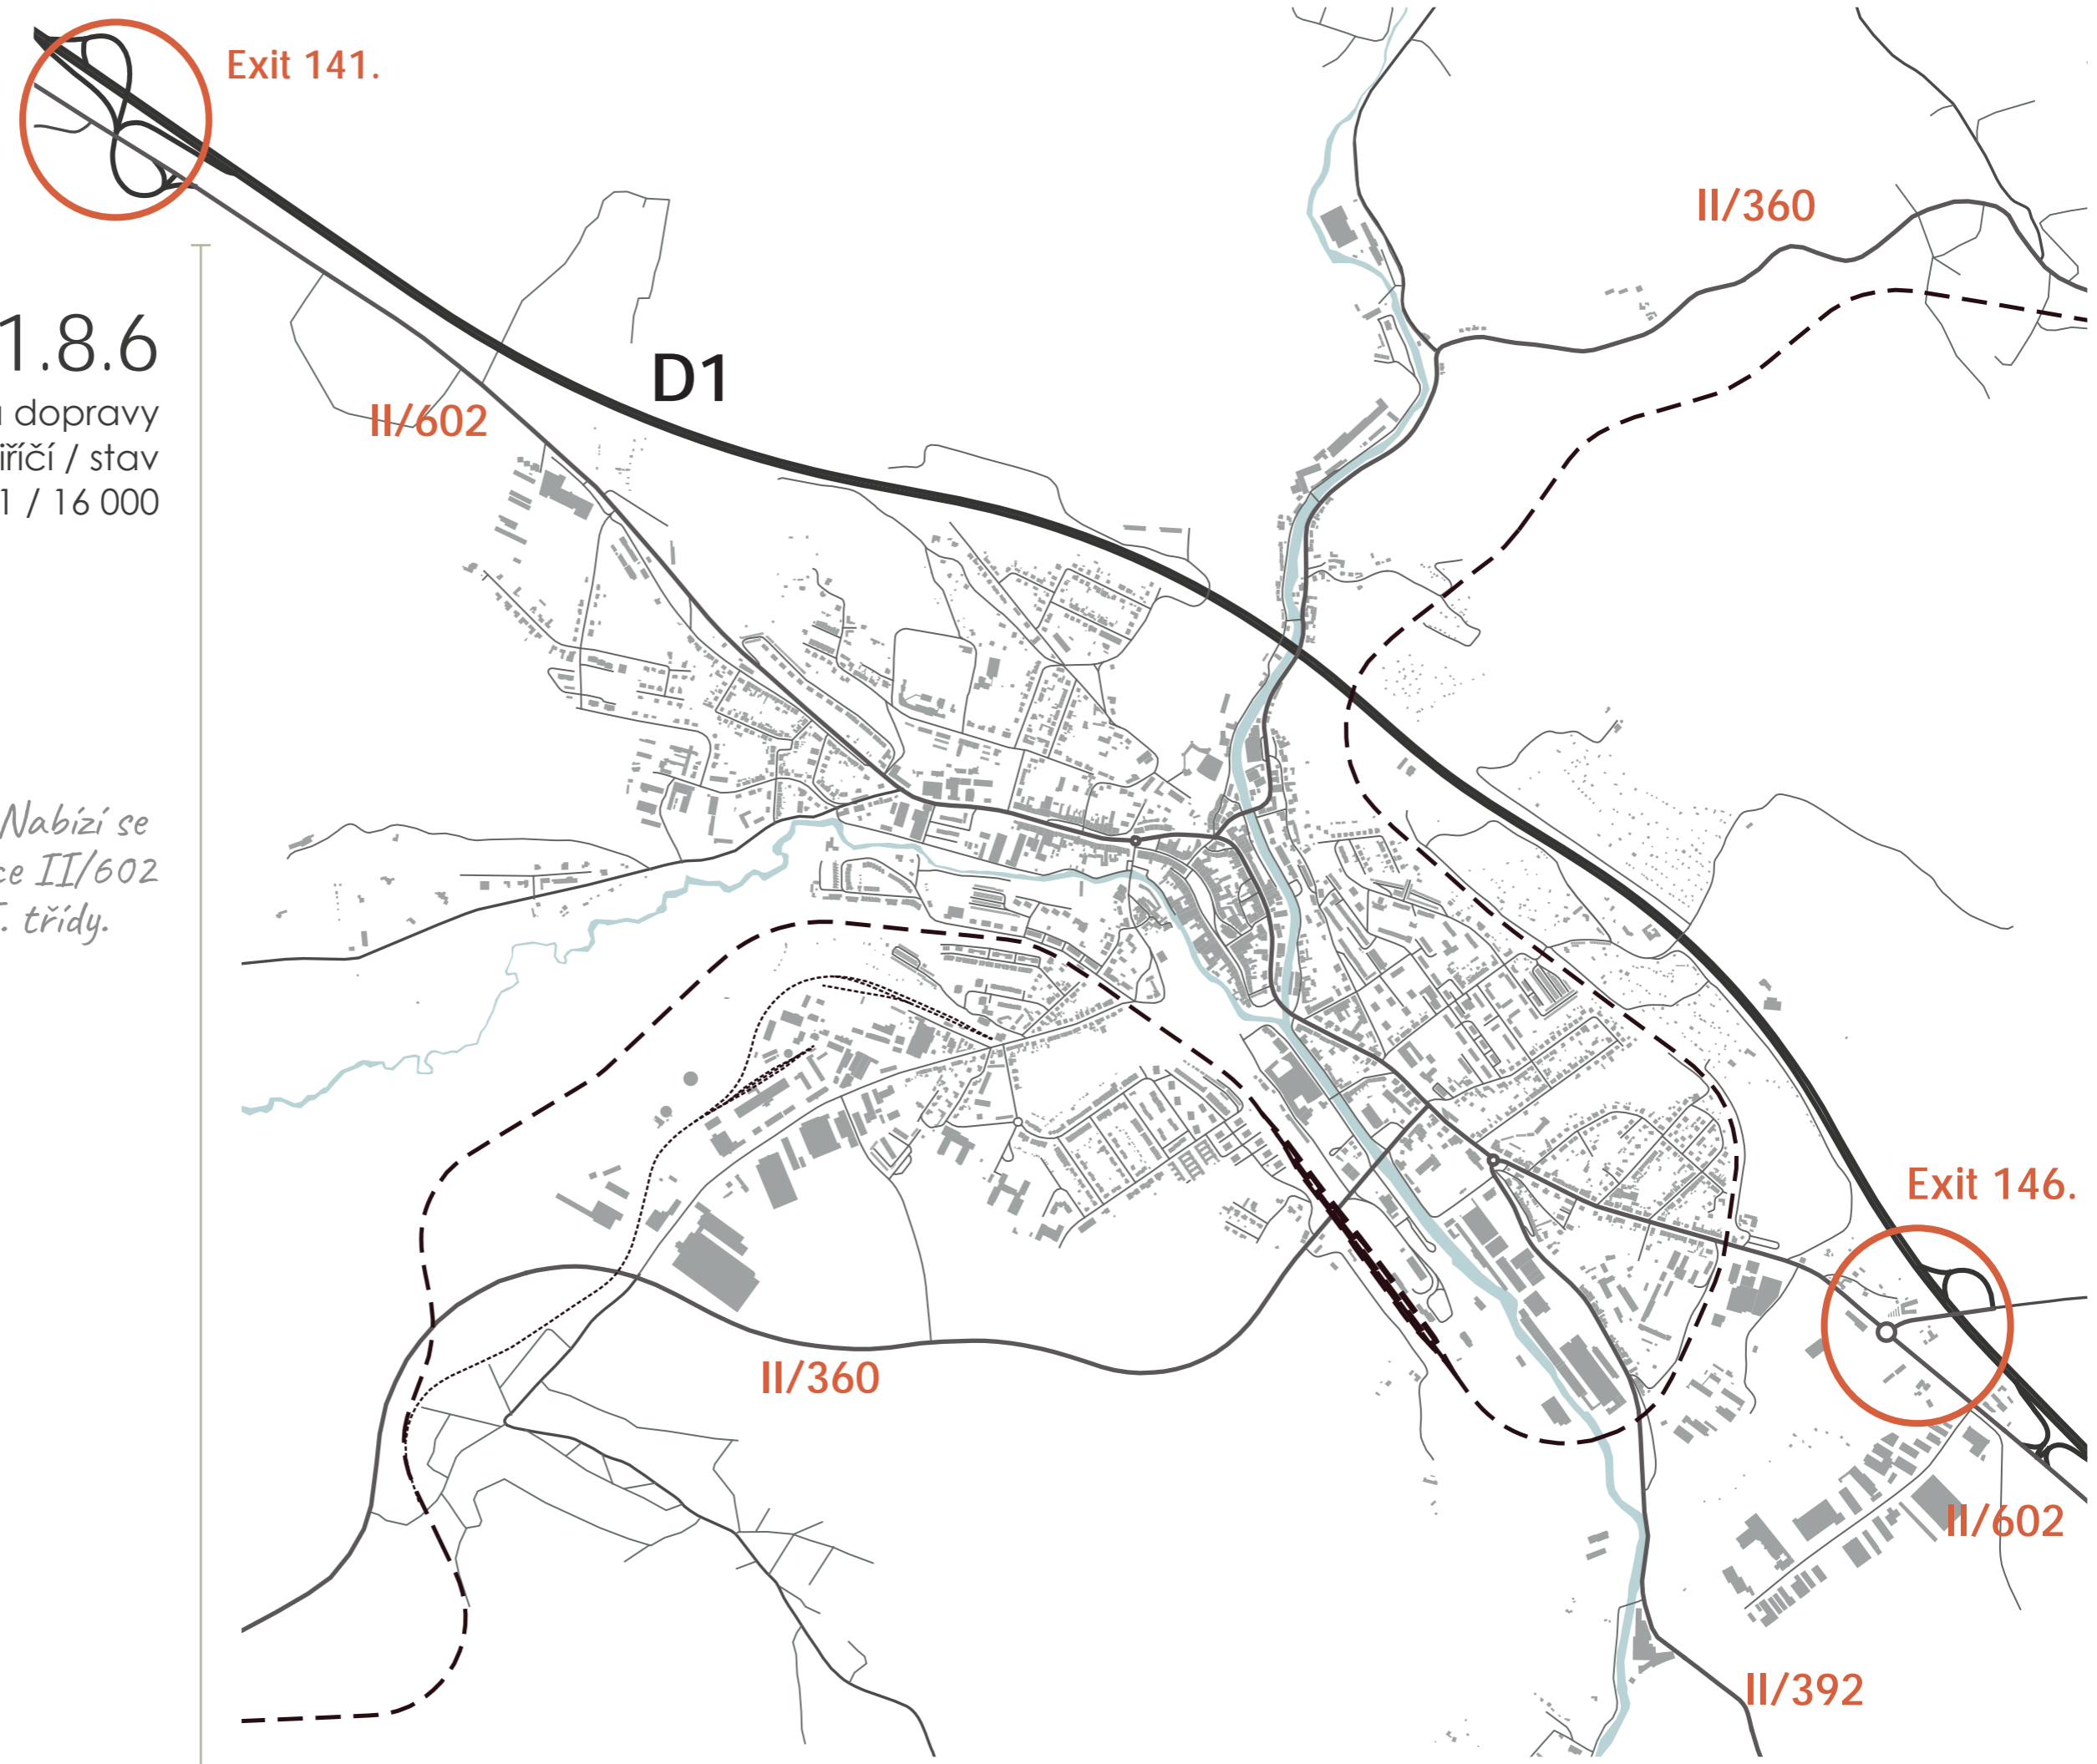 Exit 141.
II/360
1.8.6
D1
dopravy
II/602
iříčí / stav
1 / 16 000
Nabízí se
ce II/602
. třídy.
Exit 146.
II/360
II/602
II/392